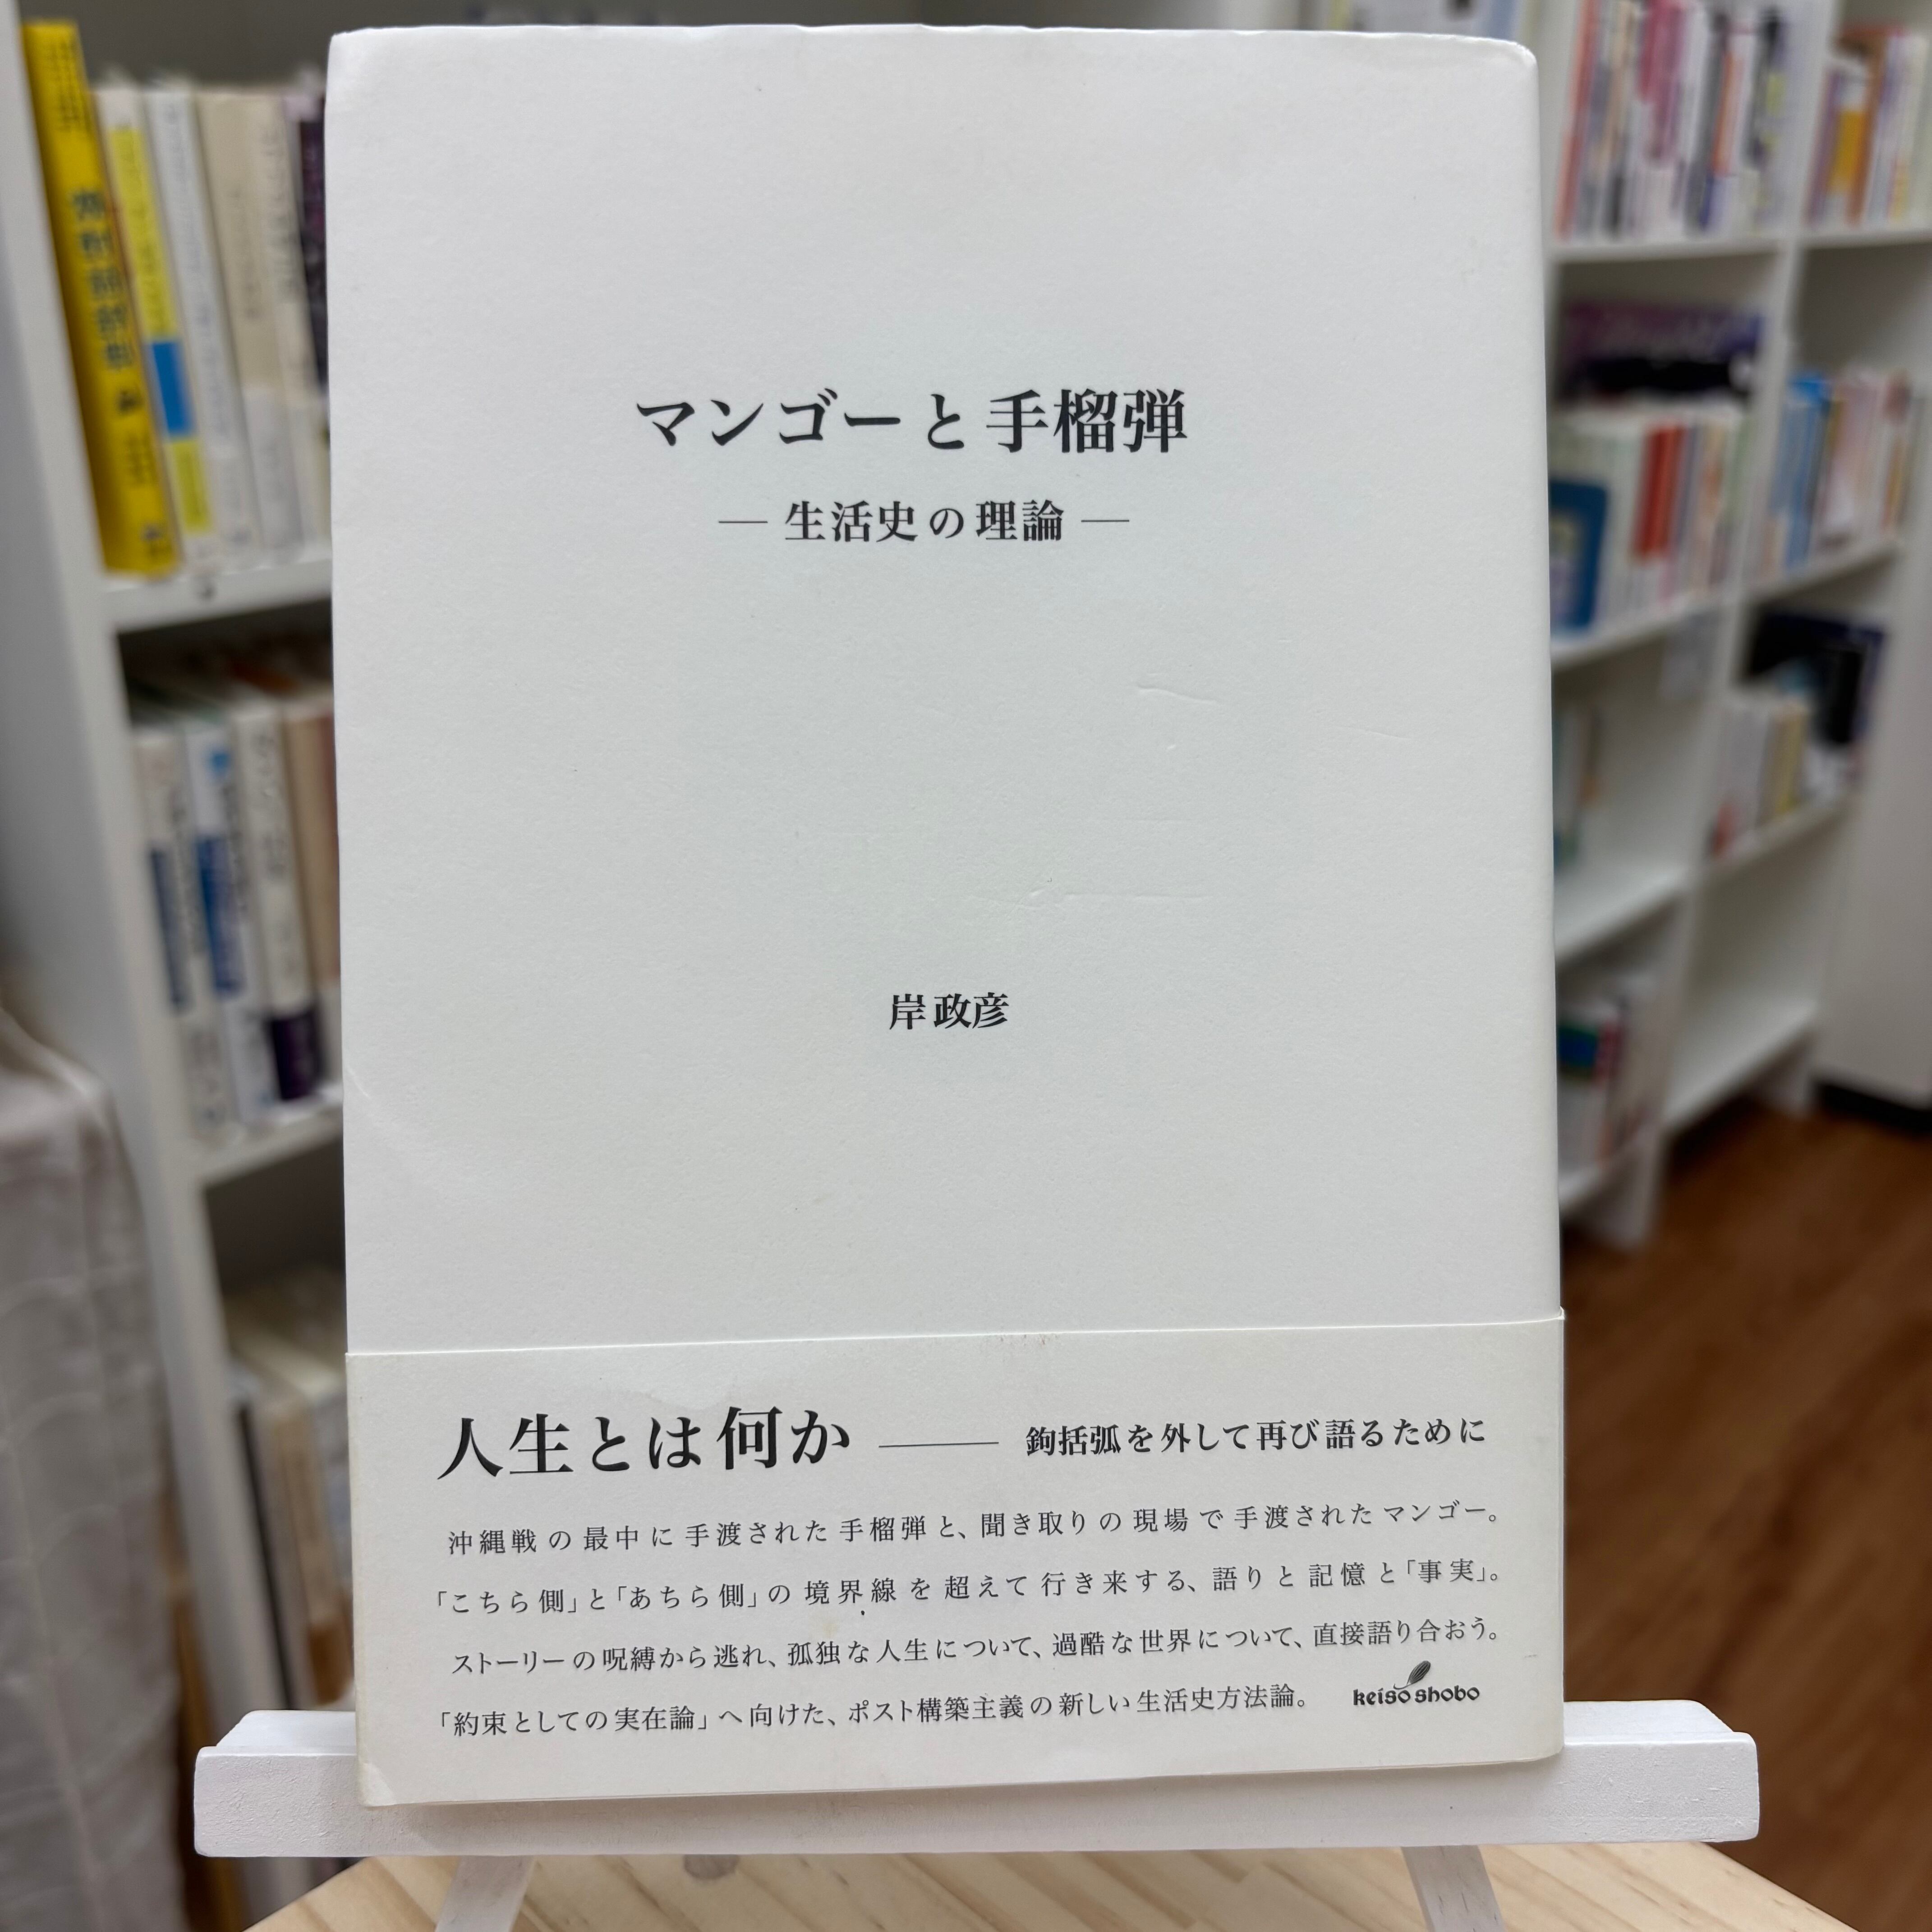 マンゴーと手榴弾
― 生活史の理論 ―
岸 政彦
人生とは何か ――― 鉤括弧を外して再び語るために
沖縄戦の最中に手渡された手榴弾と、聞き取りの現場で手渡されたマンゴー。
「こちら側」と「あちら側」の境界線を超えて行き来する、語りと記憶と「事実」。
ストーリーの呪縛から逃れ、孤独な人生について、過酷な世界について、直接語り合おう。
「約束としての実在論」へ向けた、ポスト構築主義の新しい生活史方法論。
keiso shobo